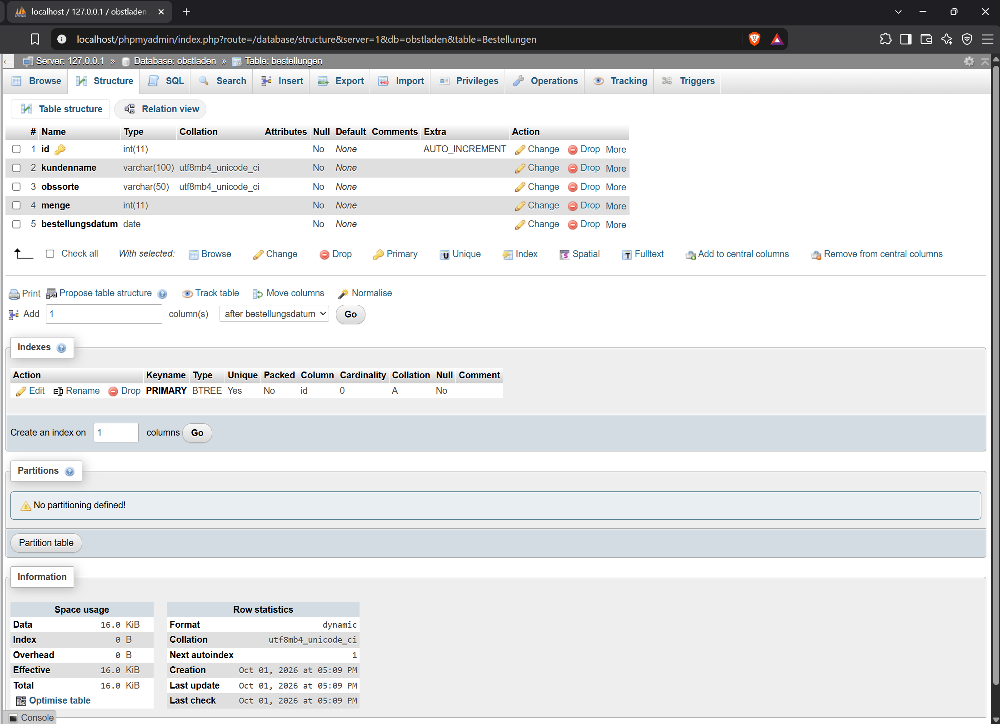 localhost / 127.0.0.1 / obstladen
localhost/phpmyadmin/index.php?route=/database/structure&server=1&db=obstladen&table=Bestellungen
Server: 127.0.0.1 » Database: obstladen » Table: bestellungen
Browse Structure SQL Search Insert Export Import Privileges Operations Tracking Triggers
Table structure Relation view
# Name Type Collation Attributes Null Default Comments Extra Action
1 id int(11) No None AUTO_INCREMENT Change Drop More
2 kundenname varchar(100) utf8mb4_unicode_ci No None Change Drop More
3 obssorte varchar(50) utf8mb4_unicode_ci No None Change Drop More
4 menge int(11) No None Change Drop More
5 bestellungsdatum date No None Change Drop More
Check all With selected: Browse Change Drop Primary Unique Index Spatial Fulltext Add to central columns Remove from central columns
Print Propose table structure Track table Move columns Normalise
Add 1 column(s) after bestellungsdatum Go
Indexes
Action Keyname Type Unique Packed Column Cardinality Collation Null Comment
Edit Rename Drop PRIMARY BTREE Yes No id 0 A No
Create an index on 1 columns Go
Partitions
No partitioning defined!
Partition table
Information
Space usage
Data 16.0 KiB
Index 0 B
Overhead 0 B
Effective 16.0 KiB
Total 16.0 KiB
Optimise table
Row statistics
Format dynamic
Collation utf8mb4_unicode_ci
Next autoindex 1
Creation Oct 01, 2026 at 05:09 PM
Last update Oct 01, 2026 at 05:09 PM
Last check Oct 01, 2026 at 05:09 PM
Console